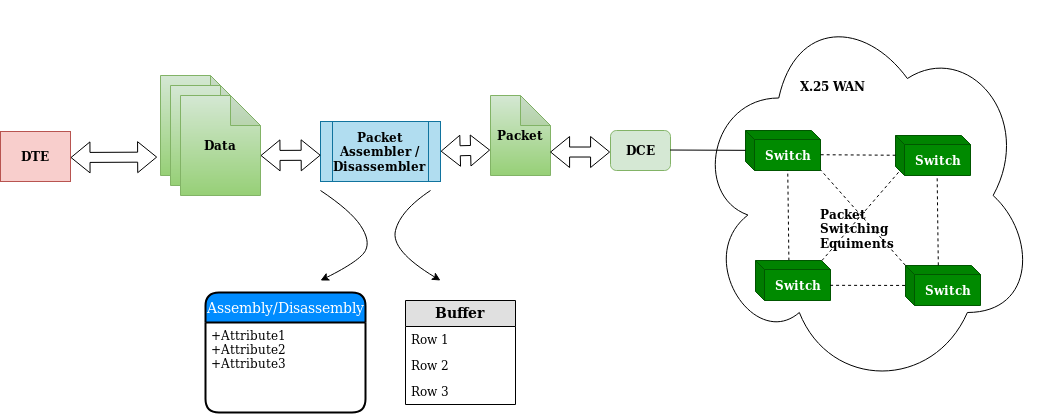 X.25 WAN
DTE
Data
Packet
Assembler /
Disassembler
Packet
DCE
Switch
Switch
Packet
Switching
Equiments
Switch
Switch
Assembly/Disassembly
+Attribute1
+Attribute2
+Attribute3
Buffer
Row 1
Row 2
Row 3